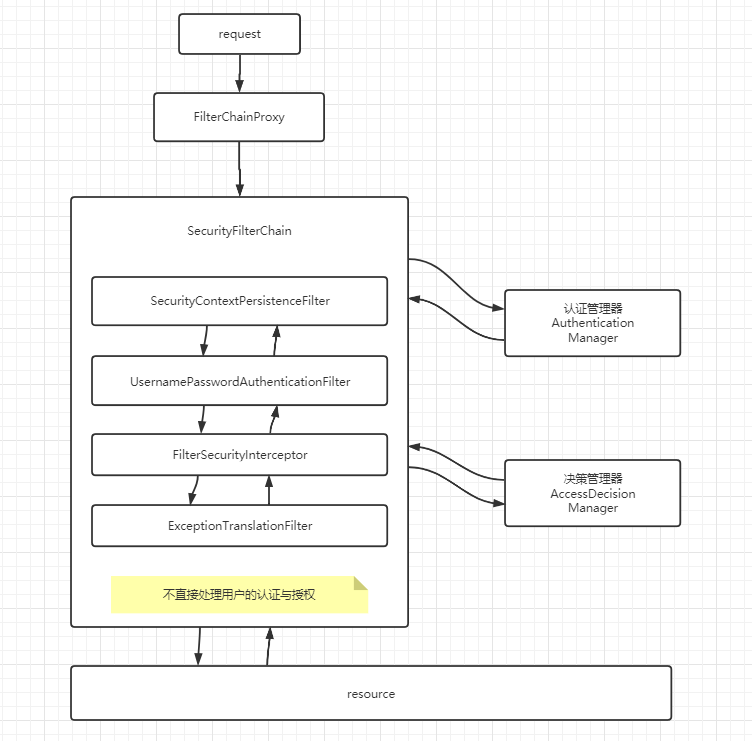 request
FilterChainProxy
SecurityFilterChain
SecurityContextPersistenceFilter
UsernamePasswordAuthenticationFilter
FilterSecurityInterceptor
ExceptionTranslationFilter
不直接处理用户的认证与授权
认证管理器
Authentication
Manager
决策管理器
AccessDecision
Manager
resource